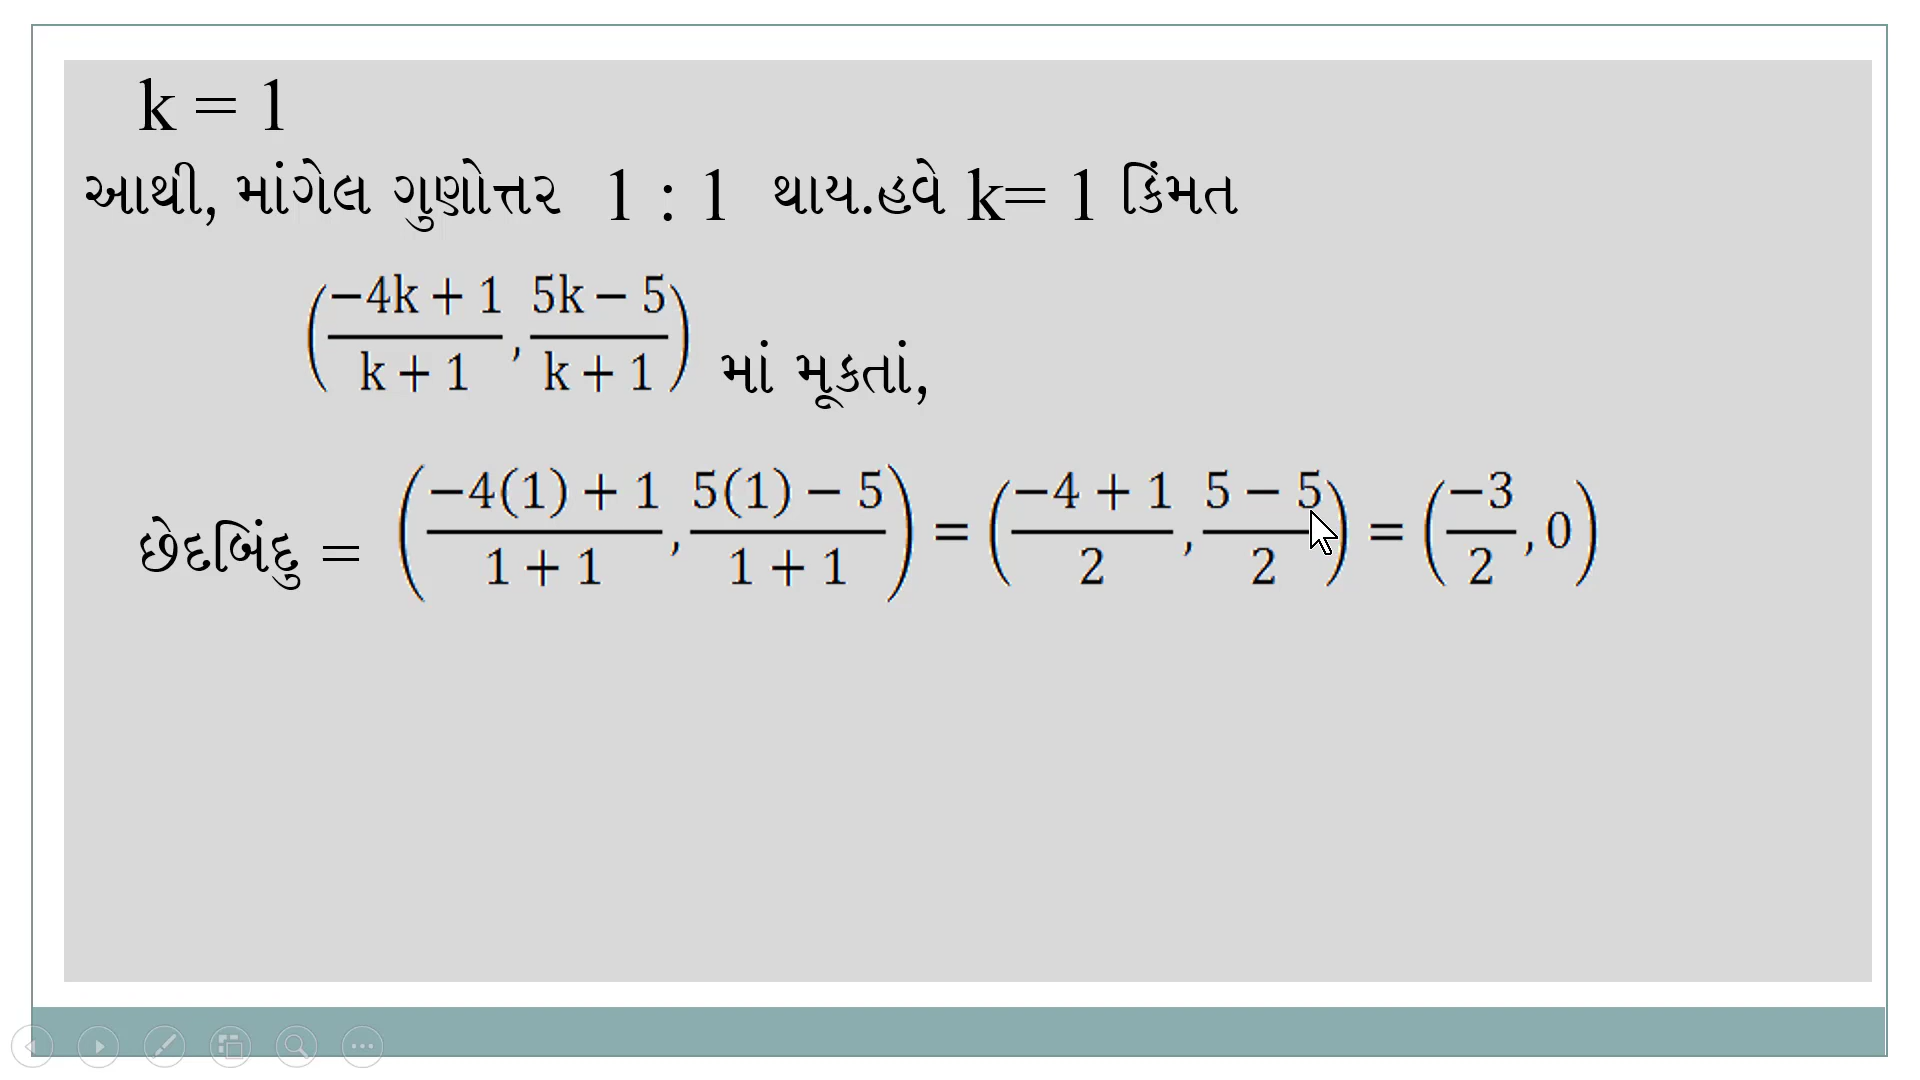 k = 1
આથી, માંગેલ ગુણોત્તર 1 : 1 થાય.હવે k= 1 કિંમત
(−4k + 1/k + 1, 5k − 5/k + 1) માં મૂકતાં,
છેદબિંદુ = (−4(1) + 1/1 + 1, 5(1) − 5/1 + 1) = (−4 + 1/2, 5 − 5/2) = (−3/2, 0)